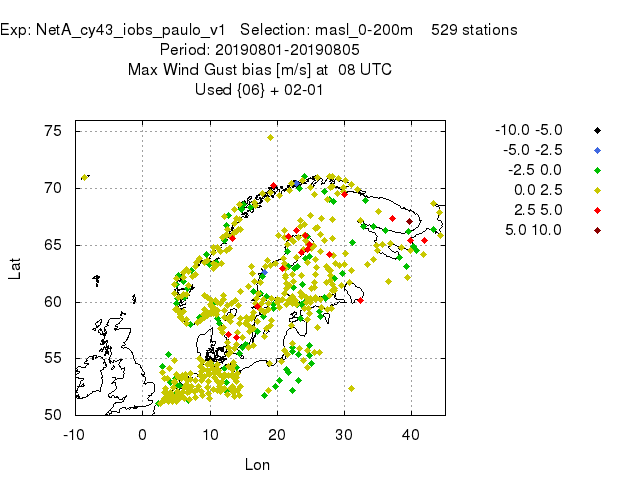 Exp: NetA_cy43_iobs_paulo_v1 Selection: masl_0-200m 529 stations
Period: 20190801-20190805
Max Wind Gust bias [m/s] at 08 UTC
Used {06} + 02-01
-10.0 -5.0
-5.0 -2.5
-2.5 0.0
0.0 2.5
2.5 5.0
5.0 10.0
75
70
65
60
55
50
Lat
-10 0 10 20 30 40
Lon